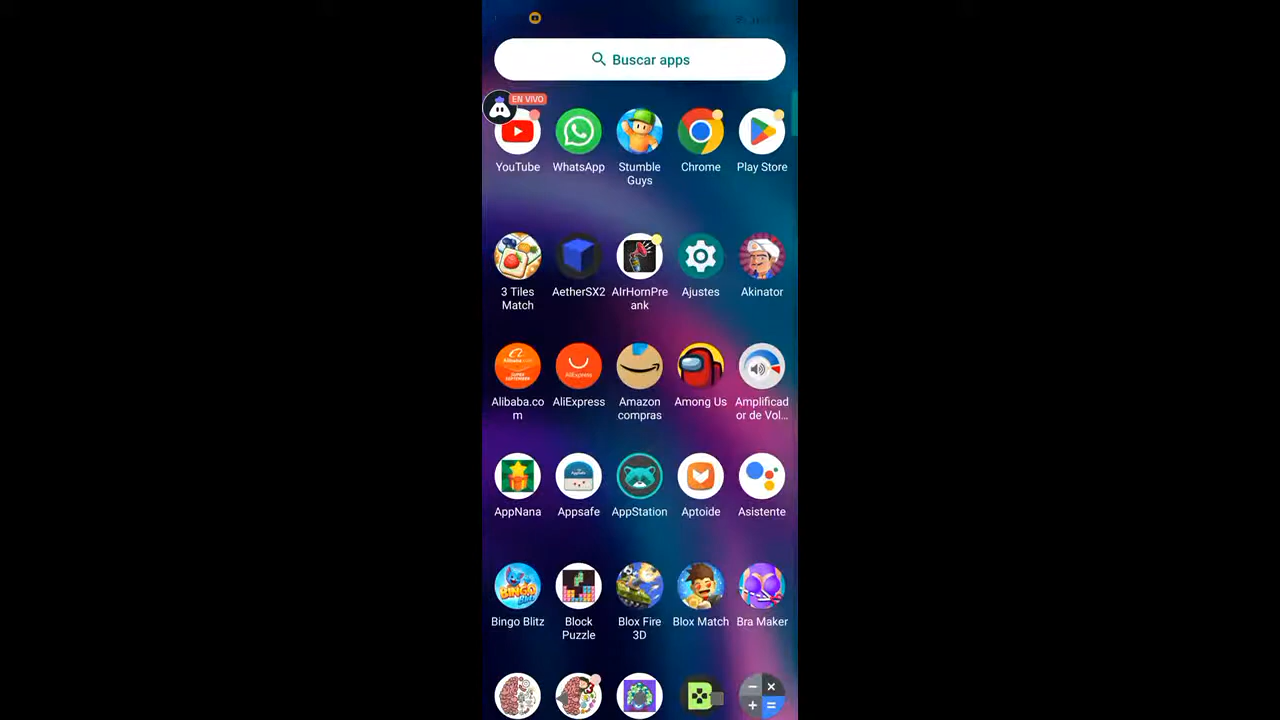 Buscar apps
EN VIVO
YouTube
WhatsApp
Stumble
Guys
Chrome
Play Store
3 Tiles
Match
AetherSX2
AIrHornPre
ank
Ajustes
Akinator
Alibaba.co
m
AliExpress
Amazon
compras
Among Us
Amplificad
or de Vol...
AppNana
Appsafe
AppStation
Aptoide
Asistente
BINGO
Bingo Blitz
Block
Puzzle
Blox Fire
3D
Blox Match
Bra Maker